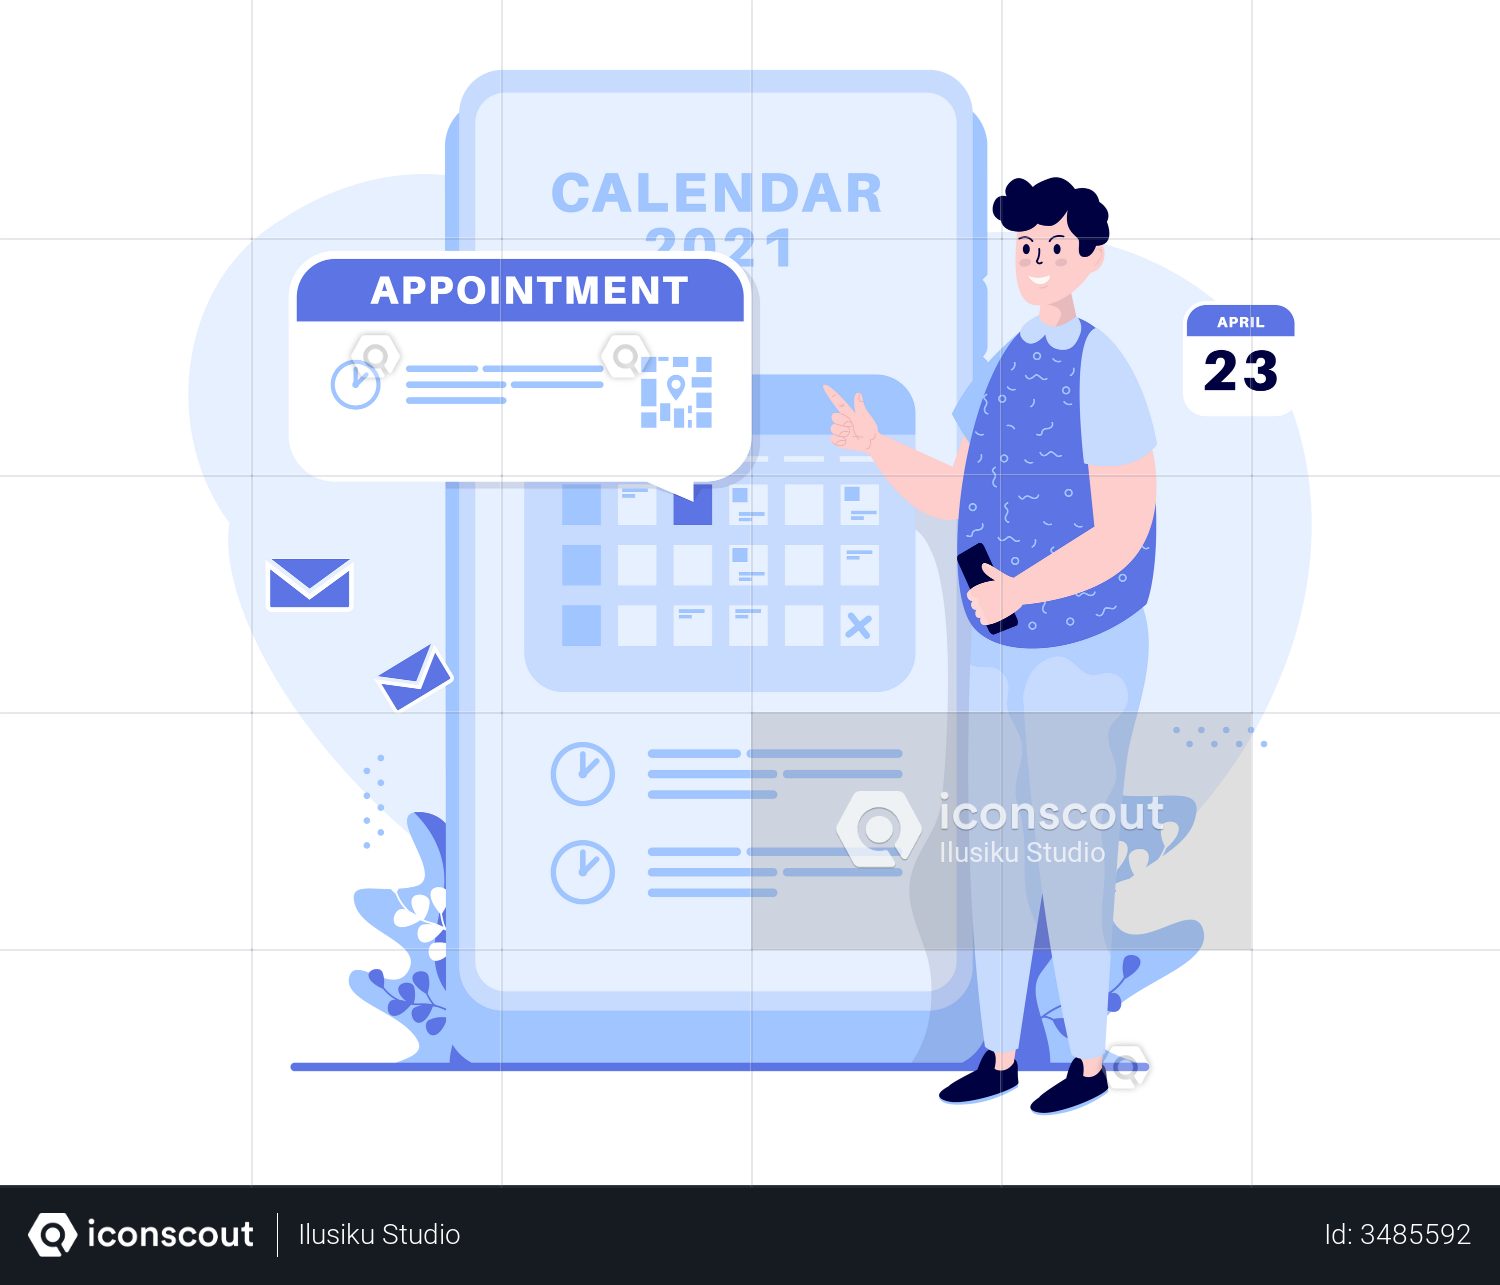 CALENDAR
2021
APPOINTMENT
APRIL
23
iconscout
Ilusiku Studio
iconscout
Ilusiku Studio
Id: 3485592